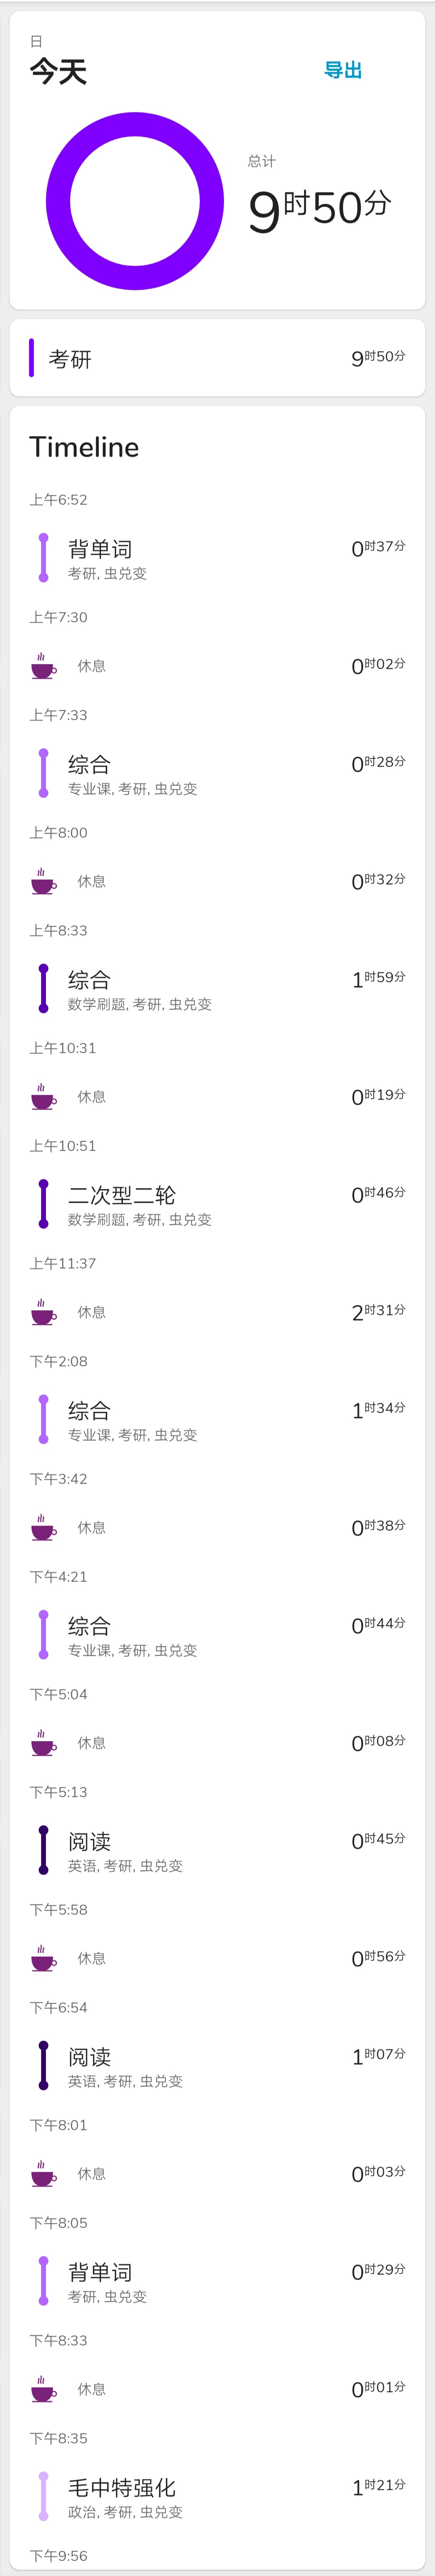 日
今天
导出
总计
9时50分
考研 9时50分
Timeline
上午6:52
背单词 0时37分
考研, 虫兑变
上午7:30
休息 0时02分
上午7:33
综合 0时28分
专业课, 考研, 虫兑变
上午8:00
休息 0时32分
上午8:33
综合 1时59分
数学刷题, 考研, 虫兑变
上午10:31
休息 0时19分
上午10:51
二次型二轮 0时46分
数学刷题, 考研, 虫兑变
上午11:37
休息 2时31分
下午2:08
综合 1时34分
专业课, 考研, 虫兑变
下午3:42
休息 0时38分
下午4:21
综合 0时44分
专业课, 考研, 虫兑变
下午5:04
休息 0时08分
下午5:13
阅读 0时45分
英语, 考研, 虫兑变
下午5:58
休息 0时56分
下午6:54
阅读 1时07分
英语, 考研, 虫兑变
下午8:01
休息 0时03分
下午8:05
背单词 0时29分
考研, 虫兑变
下午8:33
休息 0时01分
下午8:35
毛中特强化 1时21分
政治, 考研, 虫兑变
下午9:56